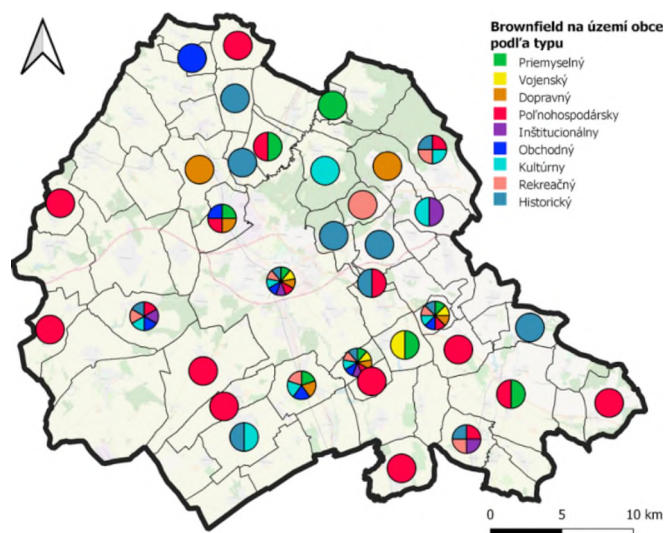 Brownfield na území obce
podľa typu
Priemyselný
Vojenský
Dopravný
Poľnohospodársky
Inštitucionálny
Obchodný
Kultúrny
Rekreačný
Historický
0 5 10 km